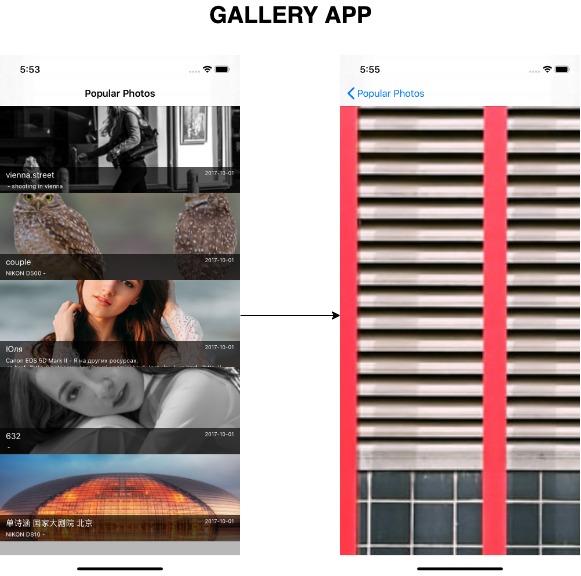 GALLERY APP
5:53
Popular Photos
vienna.street
2017-10-01
- shooting in vienna
couple
2017-10-01
NIKON D500 -
Юля
2017-10-01
Canon EOS 5D Mark II - Я на других ресурсах.
632
2017-10-01
-
单诗涵 国家大剧院 北京
2017-10-01
NIKON D810 -
5:55
Popular Photos